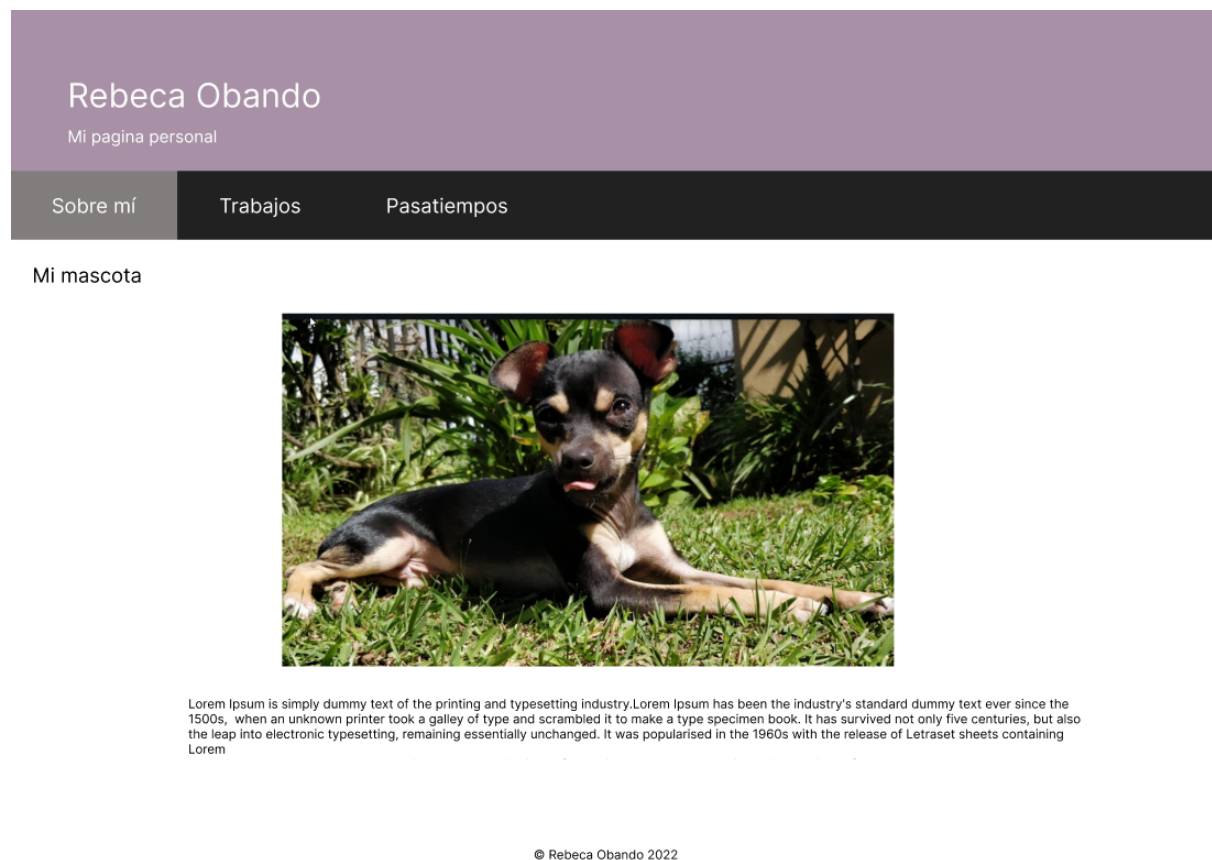 Rebeca Obando
Mi pagina personal
Sobre mí Trabajos Pasatiempos
Mi mascota
Lorem Ipsum is simply dummy text of the printing and typesetting industry.Lorem Ipsum has been the industry's standard dummy text ever since the
1500s,  when an unknown printer took a galley of type and scrambled it to make a type specimen book. It has survived not only five centuries, but also
the leap into electronic typesetting, remaining essentially unchanged. It was popularised in the 1960s with the release of Letraset sheets containing
Lorem
© Rebeca Obando 2022